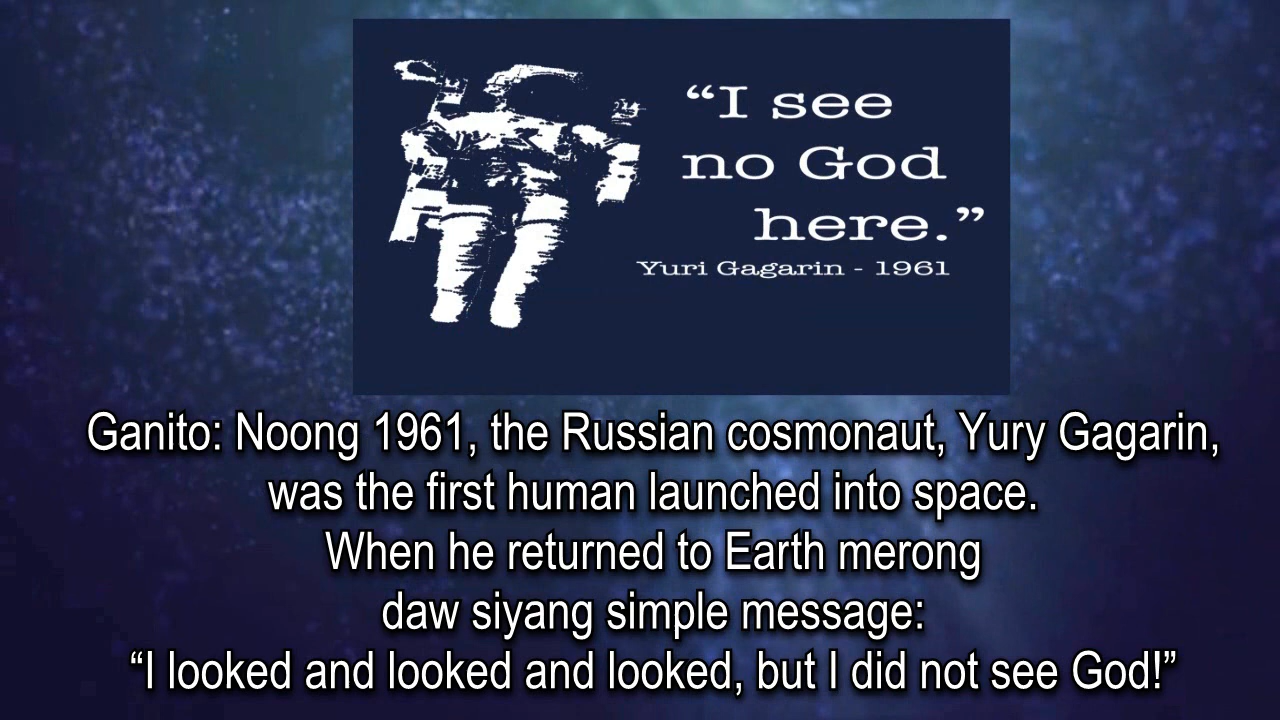 “I see
no God
here.”
Yuri Gagarin - 1961
Ganito: Noong 1961, the Russian cosmonaut, Yury Gagarin,
was the first human launched into space.
When he returned to Earth merong
daw siyang simple message:
“I looked and looked and looked, but I did not see God!”